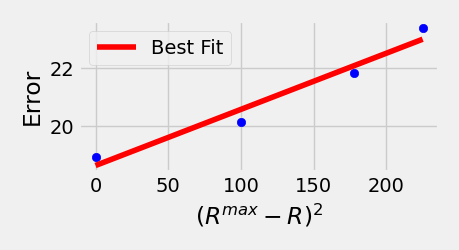 Best Fit
Error
22
20
0 50 100 150 200
$(R^{max} - R)^2$